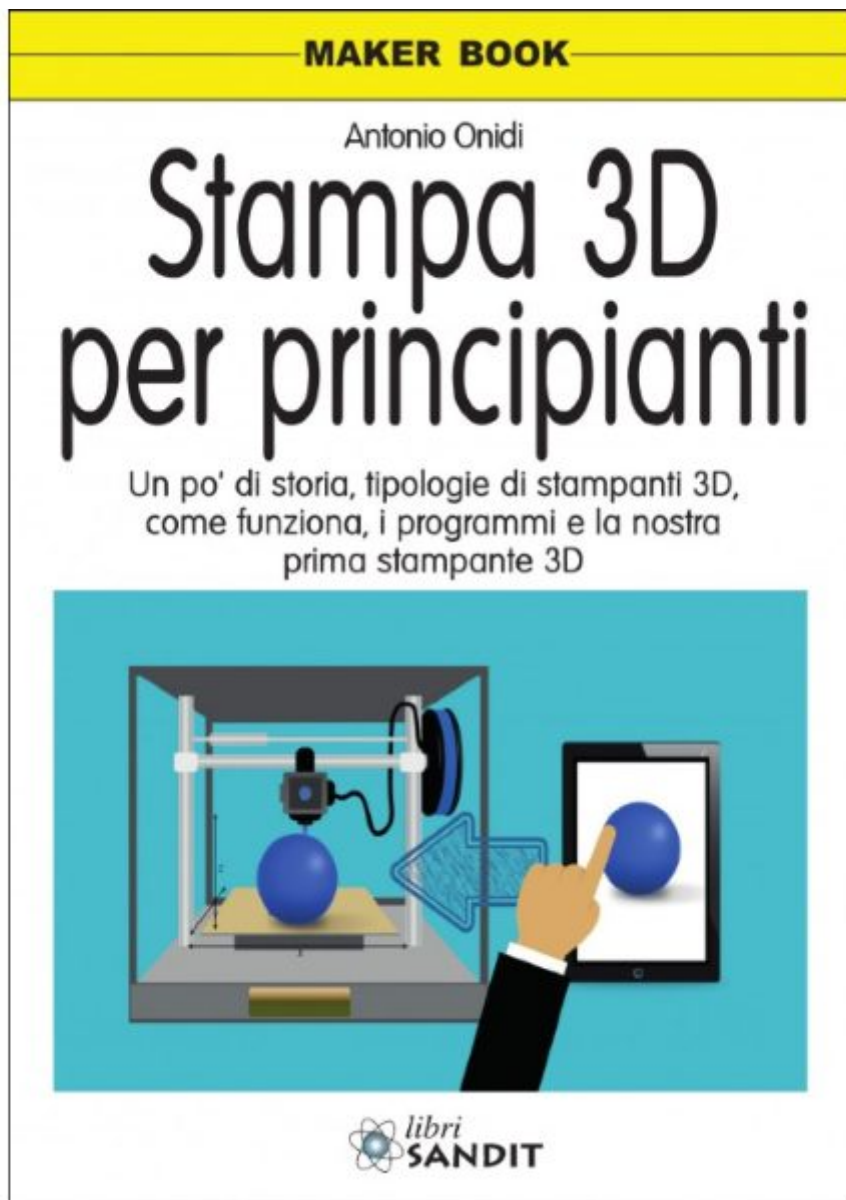 MAKER BOOK
Antonio Onidi
Stampa 3D
per principianti
Un po' di storia, tipologie di stampanti 3D,
come funziona, i programmi e la nostra
prima stampante 3D
libri
SANDIT